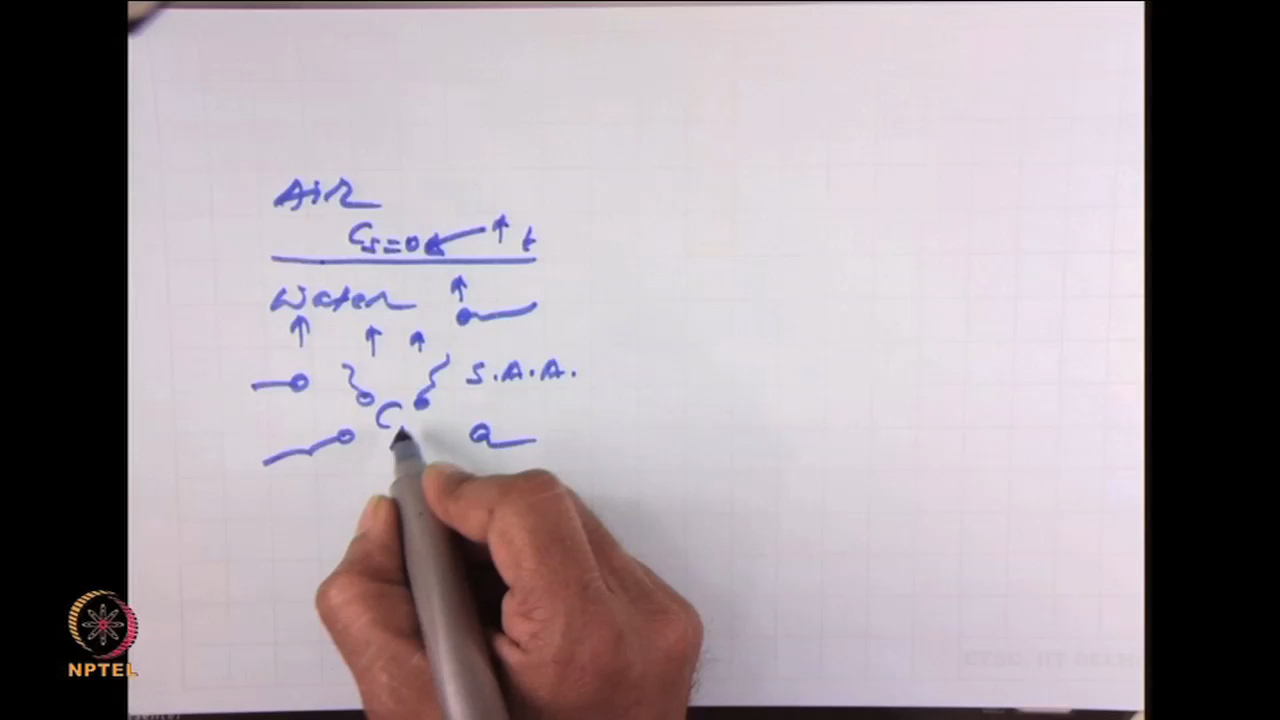 Air
Cs=0 ↑ t
Water
S.A.A.
C
NPTEL